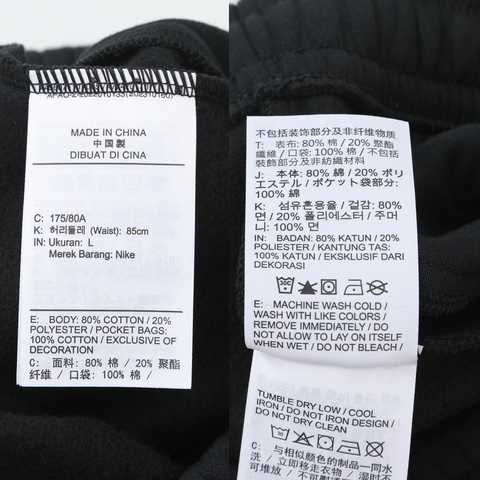 MADE IN CHINA
中国製
DIBUAT DI CINA
C: 175/80A
K: 허리둘레 (Waist): 85cm
IN: Ukuran: L
Merek Barang: Nike
E: BODY: 80% COTTON / 20%
POLYESTER / POCKET BAGS:
100% COTTON / EXCLUSIVE OF
DECORATION
C: 面料: 80% 棉 / 20% 聚酯
纤维 / 口袋: 100% 棉 /
不包括装饰部分及非纤维物质
T: 表布: 80% 棉 / 20% 聚酯
纖維 / 口袋: 100% 棉 / 不包括
裝飾部分及非紡織材料
J: 本体: 80% 綿 / 20% ポリ
エステル / ポケット袋部分:
100% 綿
K: 섬유혼용율 / 겉감: 80%
면 / 20% 폴리에스터 / 주머
니: 100% 면
IN: BADAN: 80% KATUN / 20%
POLIESTER / KANTUNG TAS:
100% KATUN / EKSKLUSIF DARI
DEKORASI
E: MACHINE WASH COLD /
WASH WITH LIKE COLORS /
REMOVE IMMEDIATELY / DO
NOT ALLOW TO LAY ON ITSELF
WHEN WET / DO NOT BLEACH /
TUMBLE DRY LOW / COOL
IRON / DO NOT IRON DESIGN /
DO NOT DRY CLEAN
C: 与相似颜色的制品一同水
洗 / 立即移走衣物 / 湿衣